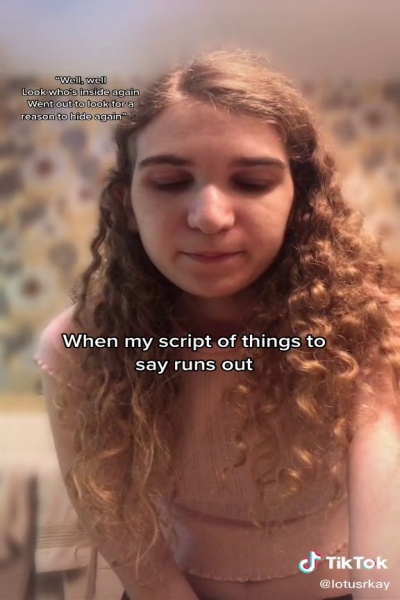 "Well, well
Look who's inside again
Went out to look for a
reason to hide again"
When my script of things to
say runs out
TikTok
@lotusrkay